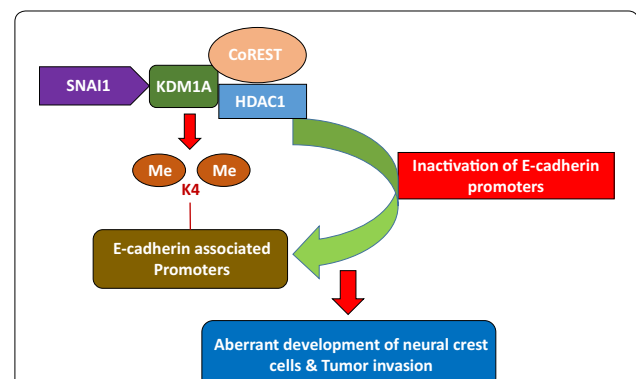 CoREST
SNAI1
KDM1A
HDAC1
Me
Me
K4
Inactivation of E-cadherin
promoters
E-cadherin associated
Promoters
Aberrant development of neural crest
cells & Tumor invasion